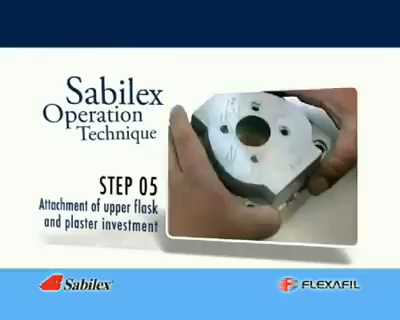 Sabilex
Operation
Technique
STEP 05
Attachment of upper flask
and plaster investment
Sabilex
FLEXAFIL